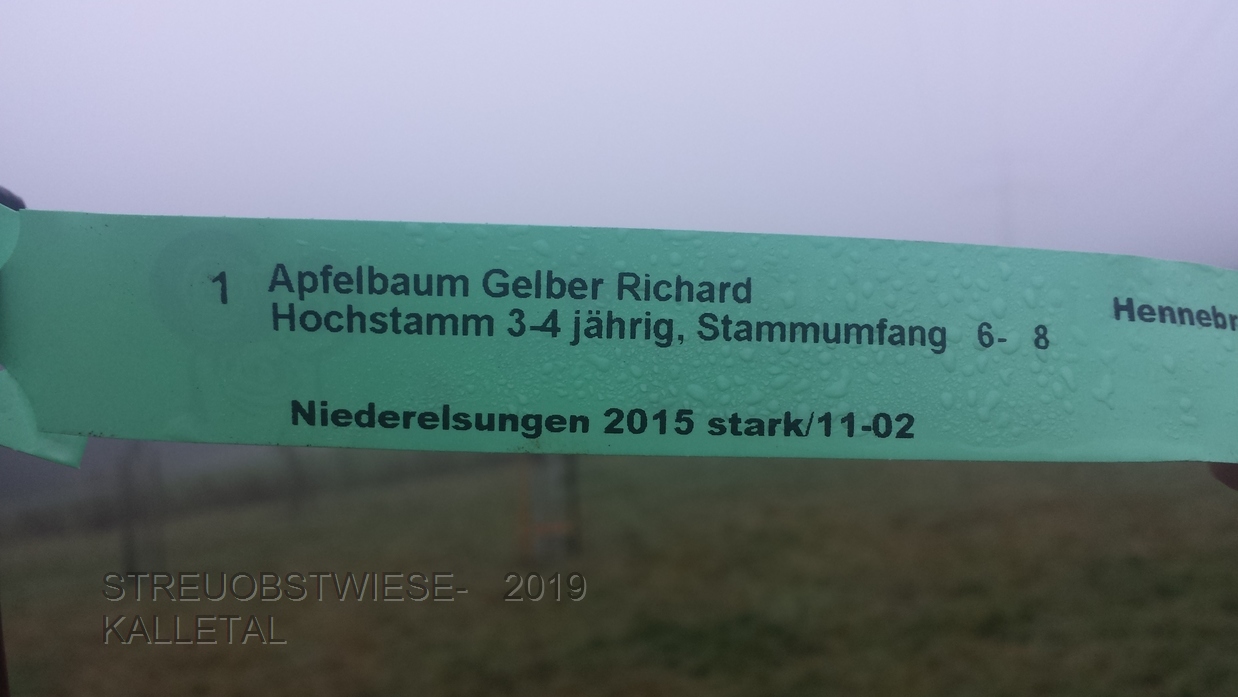 1 Apfelbaum Gelber Richard
Hochstamm 3-4 jährig, Stammumfang 6- 8
Niederelsungen 2015 stark/11-02
STREUOBSTWIESE- 2019
KALLETAL